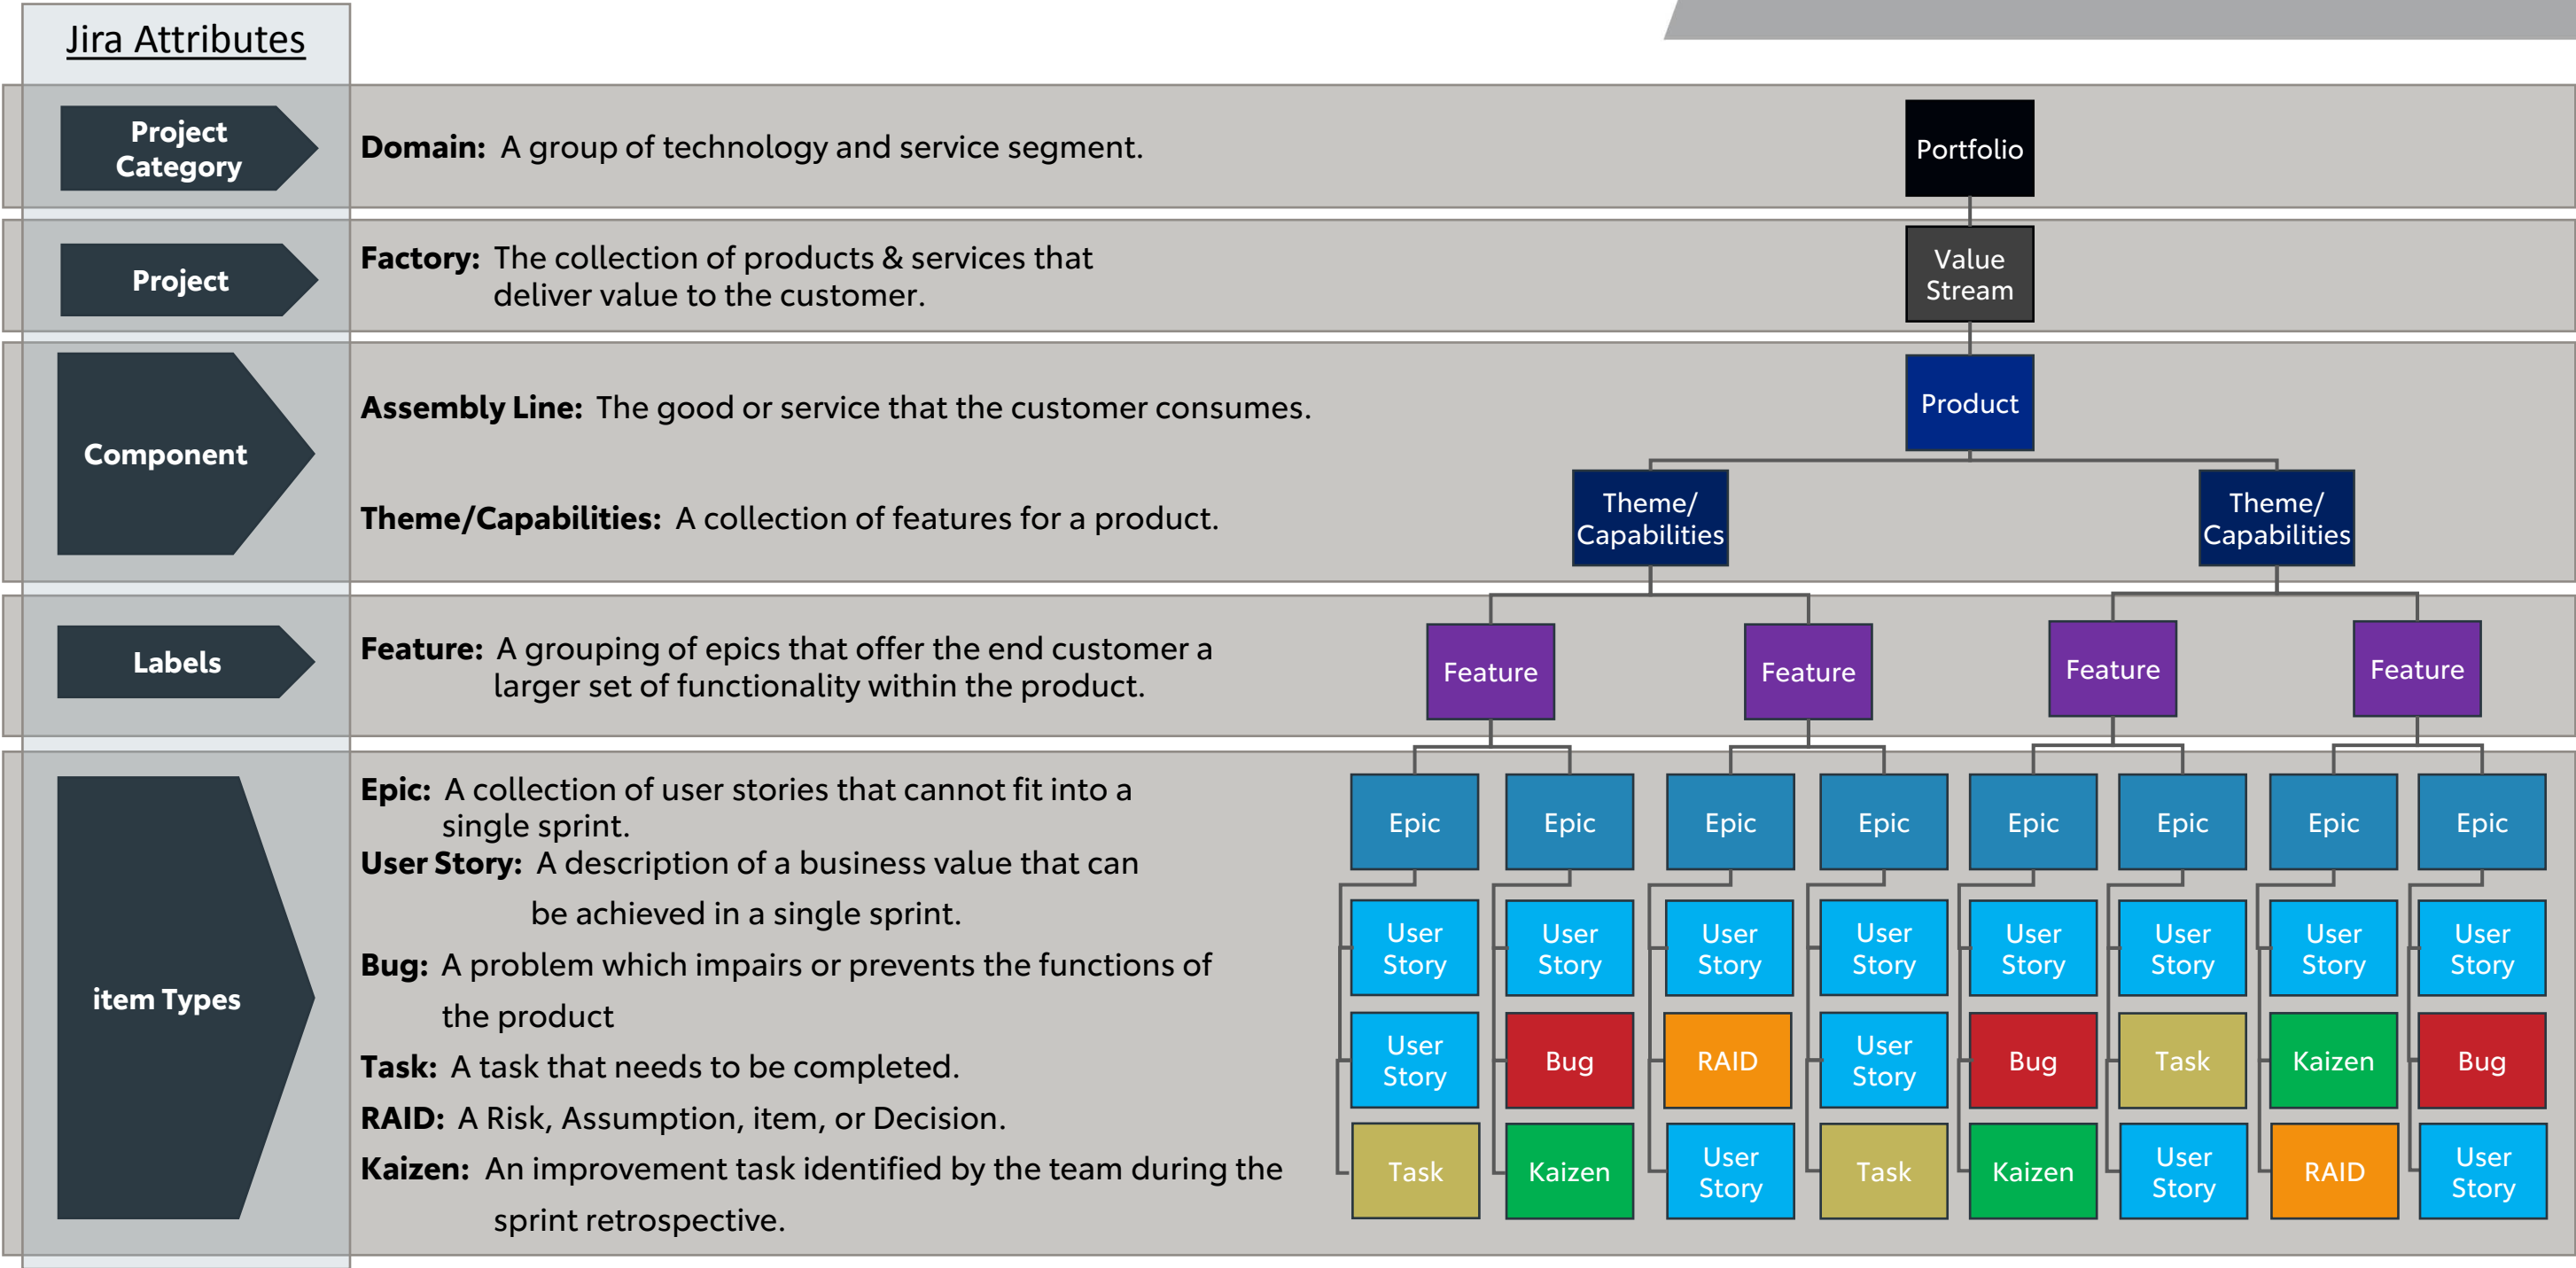 Jira Attributes
Project
Category
Domain: A group of technology and service segment.
Portfolio
Project
Factory: The collection of products & services that
deliver value to the customer.
Value
Stream
Component
Assembly Line: The good or service that the customer consumes.
Product
Theme/Capabilities: A collection of features for a product.
Theme/
Capabilities
Theme/
Capabilities
Labels
Feature: A grouping of epics that offer the end customer a
larger set of functionality within the product.
Feature
Feature
Feature
Feature
item Types
Epic: A collection of user stories that cannot fit into a
single sprint.
User Story: A description of a business value that can
be achieved in a single sprint.
Bug: A problem which impairs or prevents the functions of
the product
Task: A task that needs to be completed.
RAID: A Risk, Assumption, item, or Decision.
Kaizen: An improvement task identified by the team during the
sprint retrospective.
Epic
Epic
Epic
Epic
Epic
Epic
Epic
Epic
User
Story
User
Story
User
Story
User
Story
User
Story
User
Story
User
Story
User
Story
User
Story
Bug
RAID
User
Story
Bug
Task
Kaizen
Bug
Task
Kaizen
User
Story
Task
Kaizen
User
Story
RAID
User
Story